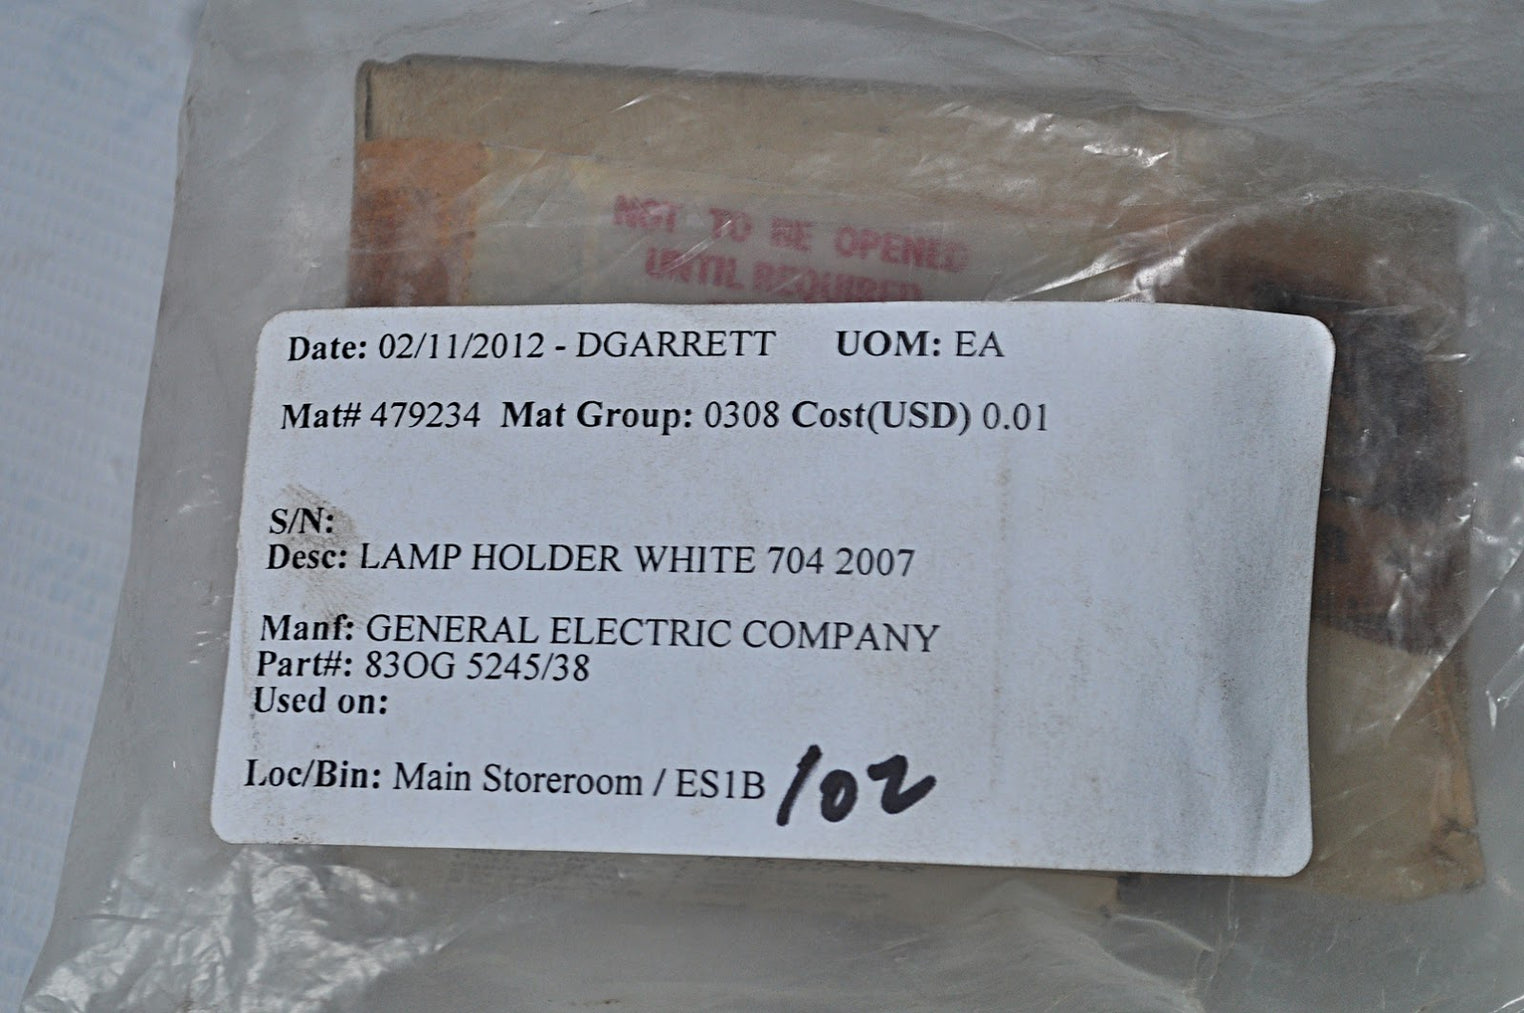 NOT TO BE OPENED
UNTIL REQUIRED
Date: 02/11/2012 - DGARRETT UOM: EA
Mat# 479234 Mat Group: 0308 Cost(USD) 0.01
S/N:
Desc: LAMP HOLDER WHITE 704 2007
Manf: GENERAL ELECTRIC COMPANY
Part#: 83OG 5245/38
Used on:
Loc/Bin: Main Storeroom / ES1B 102